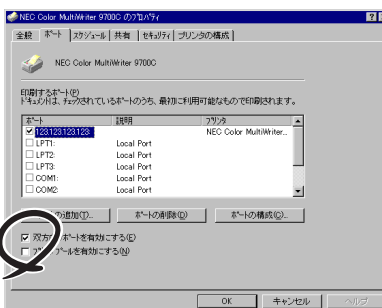 NEC Color MultiWriter 9700C のプロパティ
全般 ポート スケジュール 共有 セキュリティ プリンタの構成
NEC Color MultiWriter 9700C
印刷するポート(P)
ドキュメントは、チェックされているポートのうち、最初に利用可能なもので印刷されます。
ポート 説明 プリンタ
123.123.123.123: NEC Color MultiWriter...
LPT1: Local Port
LPT2: Local Port
LPT3: Local Port
COM1: Local Port
COM2: Local Port
の追加(T)... ポートの削除(D) ポートの構成(C)...
双方 ポートを有効にする(E)
プールを有効にする(N)
OK キャンセル ヘルプ